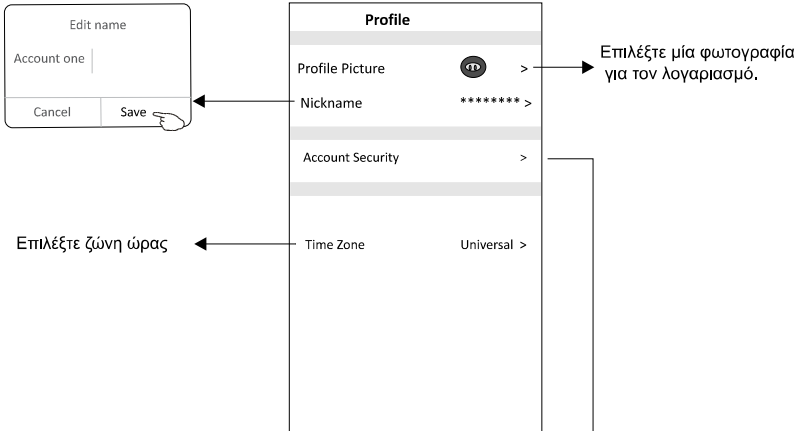 Edit name
Account one
Cancel Save
Profile
Profile Picture >
Nickname ******** >
Account Security >
Time Zone Universal >
Επιλέξτε μία φωτογραφία
για τον λογαριασμό.
Επιλέξτε ζώνη ώρας